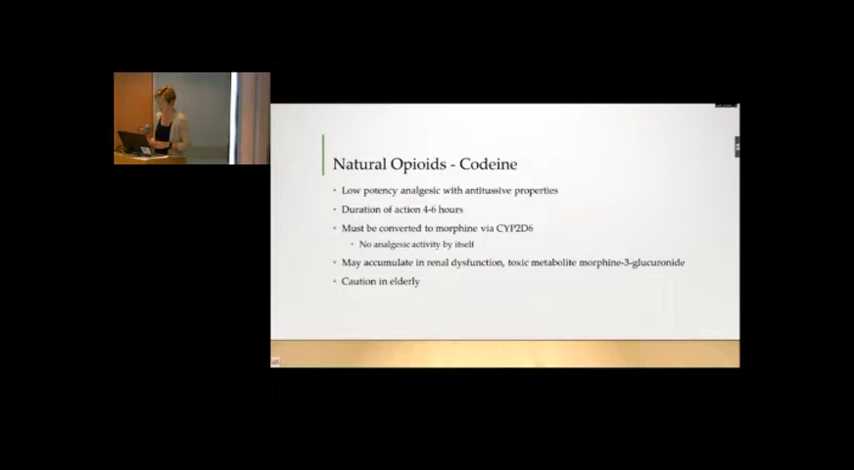 Natural Opioids - Codeine
• Low potency analgesic with antitussive properties
• Duration of action 4-6 hours
• Must be converted to morphine via CYP2D6
• No analgesic activity by itself
• May accumulate in renal dysfunction, toxic metabolite morphine-3-glucuronide
• Caution in elderly